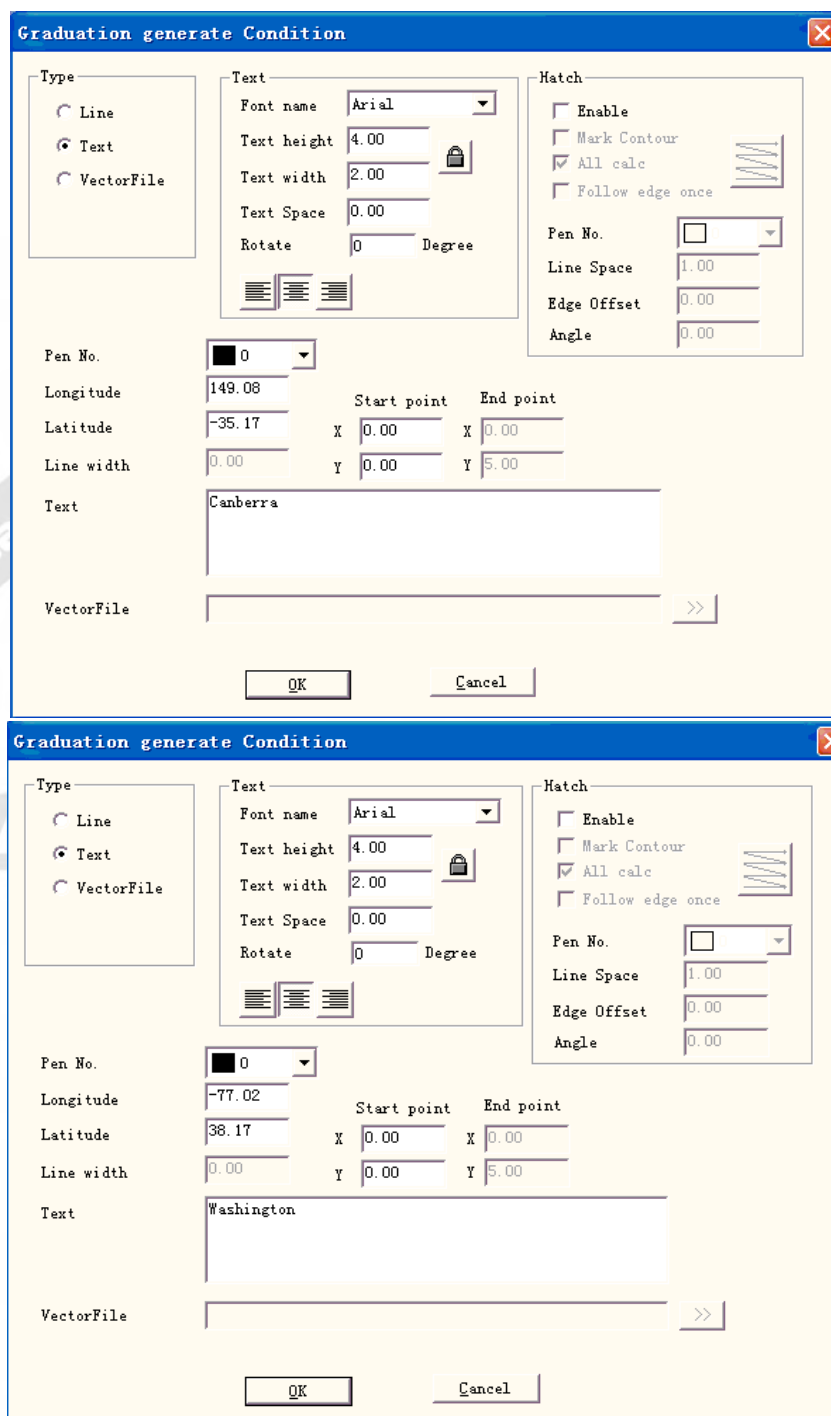 Graduation generate Condition
Type
Line
Text
VectorFile
Text
Font name Arial
Text height 4.00
Text width 2.00
Text Space 0.00
Rotate 0 Degree
Hatch
Enable
Mark Contour
All calc
Follow edge once
Pen No.
Line Space 1.00
Edge Offset 0.00
Angle 0.00
Pen No. 0
Longitude 149.08
Latitude -35.17
Line width 0.00
Start point End point
X 0.00 X 0.00
Y 0.00 Y 5.00
Text Canberra
VectorFile >>
OK Cancel
Graduation generate Condition
Type
Line
Text
VectorFile
Text
Font name Arial
Text height 4.00
Text width 2.00
Text Space 0.00
Rotate 0 Degree
Hatch
Enable
Mark Contour
All calc
Follow edge once
Pen No.
Line Space 1.00
Edge Offset 0.00
Angle 0.00
Pen No. 0
Longitude -77.02
Latitude 38.17
Line width 0.00
Start point End point
X 0.00 X 0.00
Y 0.00 Y 5.00
Text Washington
VectorFile >>
OK Cancel